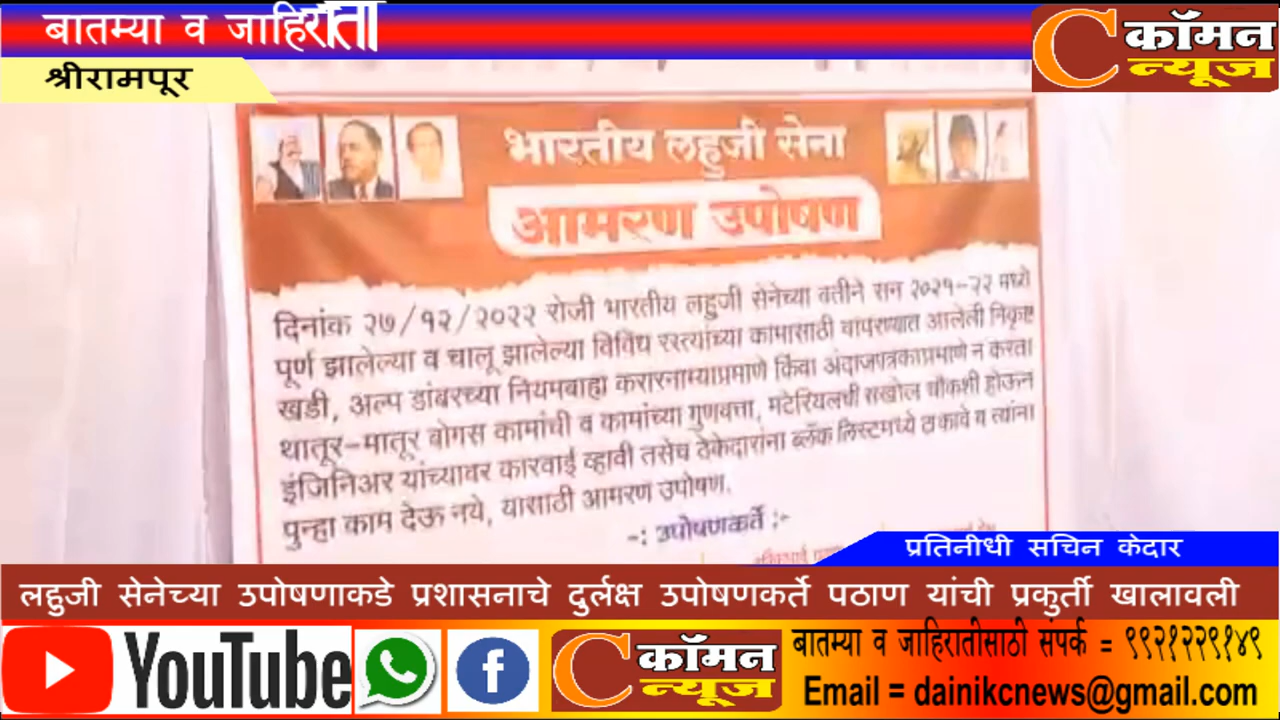 बातम्या व जाहिराती
कॉमन
न्यूज
श्रीरामपूर
भारतीय लहुजी सेना
आमरण उपोषण
दिनांक २७/१२/२०२२ रोजी भारतीय लहुजी सेनेच्या वतीने सन २०२१-२२ मध्ये
पूर्ण झालेल्या व चालू झालेल्या विविध रस्त्यांच्या कामासाठी वापरण्यात आलेली निकृष्ट
खडी, अल्प डांबरच्या नियमबाह्य करारनाम्याप्रमाणे किंवा अंदाजपत्रकाप्रमाणे न करता
थातूर-मातूर बोगस कामांची व कामांच्या गुणवत्ता, मटेरियलची सखोल चौकशी होऊन
इंजिनिअर यांच्यावर कारवाई व्हावी तसेच ठेकेदारांना ब्लॅक लिस्टमध्ये टाकावे व त्यांना
पुन्हा काम देऊ नये, यासाठी आमरण उपोषण.
-: उपोषणकर्ते :-
प्रतिनीधी सचिन केदार
लहुजी सेनेच्या उपोषणाकडे प्रशासनाचे दुर्लक्ष उपोषणकर्ते पठाण यांची प्रकुर्ती खालावली
YouTube
कॉमन
न्यूज
बातम्या व जाहिरातीसाठी संपर्क = ९९२१२२९१४९
Email = dainikcnews@gmail.com